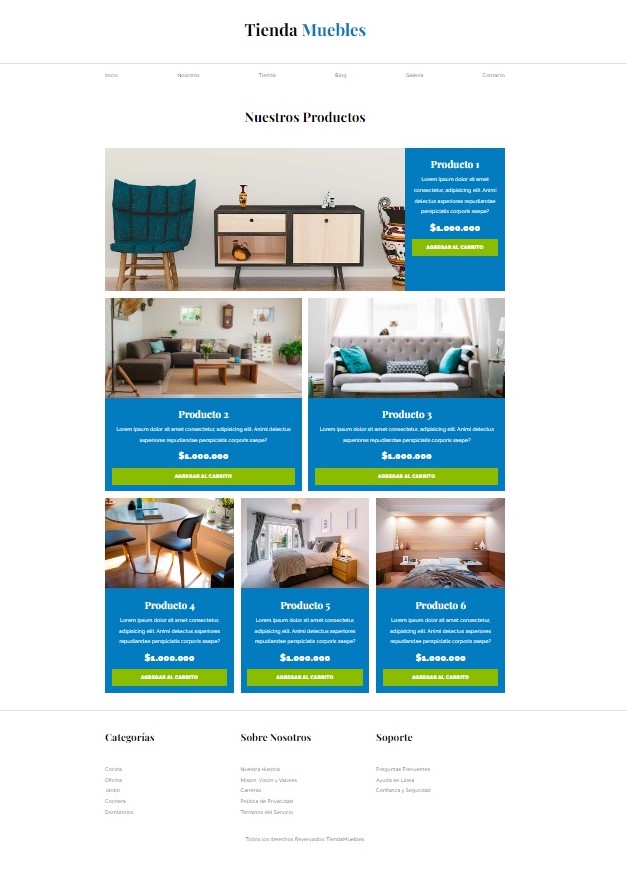 Tienda Muebles
Inicio Nosotros Tienda Blog Galeria Contacto
Nuestros Productos
Producto 1
Lorem ipsum dolor sit amet
consectetur, adipisicing elit. Animi
delectus asperiores repudiandae
perspiciatis corporis saepe?
$1.000.000
AGREGAR AL CARRITO
Producto 2
Lorem ipsum dolor sit amet consectetur, adipisicing elit. Animi delectus
asperiores repudiandae perspiciatis corporis saepe?
$1.000.000
AGREGAR AL CARRITO
Producto 3
Lorem ipsum dolor sit amet consectetur, adipisicing elit. Animi delectus
asperiores repudiandae perspiciatis corporis saepe?
$1.000.000
AGREGAR AL CARRITO
Producto 4
Lorem ipsum dolor sit amet consectetur,
adipisicing elit. Animi delectus asperiores
repudiandae perspiciatis corporis saepe?
$1.000.000
AGREGAR AL CARRITO
Producto 5
Lorem ipsum dolor sit amet consectetur,
adipisicing elit. Animi delectus asperiores
repudiandae perspiciatis corporis saepe?
$1.000.000
AGREGAR AL CARRITO
Producto 6
Lorem ipsum dolor sit amet consectetur,
adipisicing elit. Animi delectus asperiores
repudiandae perspiciatis corporis saepe?
$1.000.000
AGREGAR AL CARRITO
Categorías
Cocina
Oficina
Jardín
Cochera
Dormitorios
Sobre Nosotros
Nuestra Historia
Misión, Visión y Valores
Carreras
Política de Privacidad
Términos del Servicio
Soporte
Preguntas Frecuentes
Ayuda en Línea
Confianza y Seguridad
Todos los derechos Reservados, TiendaMuebles